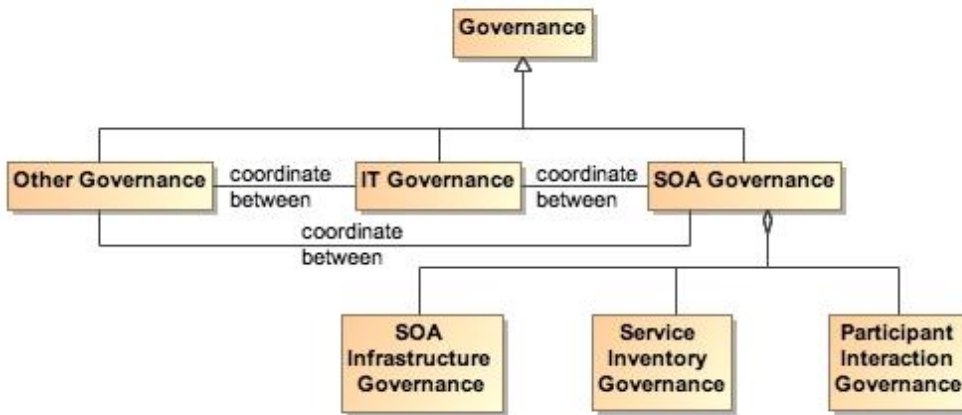 Governance
Other Governance
coordinate
between
IT Governance
coordinate
between
SOA Governance
coordinate
between
SOA
Infrastructure
Governance
Service
Inventory
Governance
Participant
Interaction
Governance